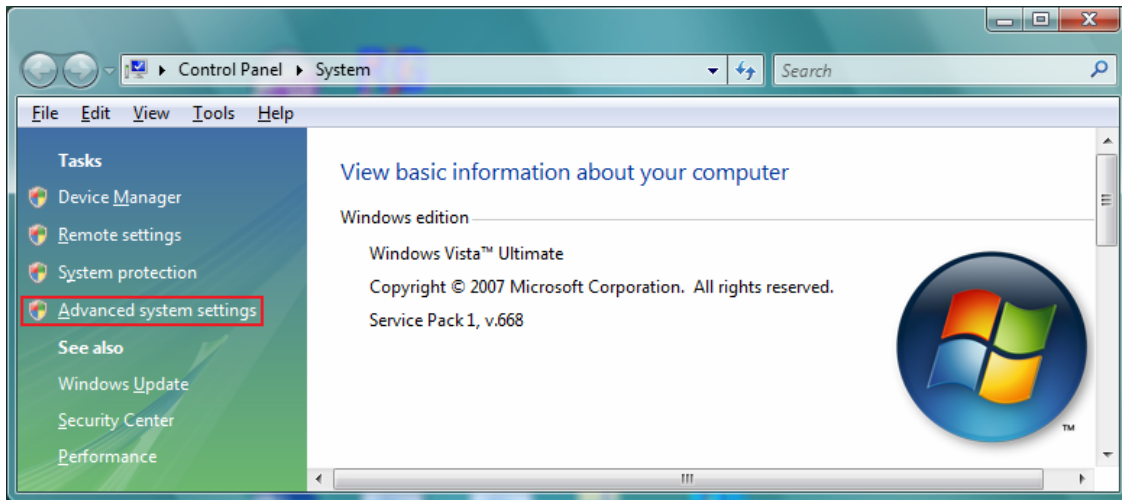 Control Panel ▸ System
Search
File Edit View Tools Help
Tasks
Device Manager
Remote settings
System protection
Advanced system settings
See also
Windows Update
Security Center
Performance
View basic information about your computer
Windows edition
Windows Vista™ Ultimate
Copyright © 2007 Microsoft Corporation. All rights reserved.
Service Pack 1, v.668
TM